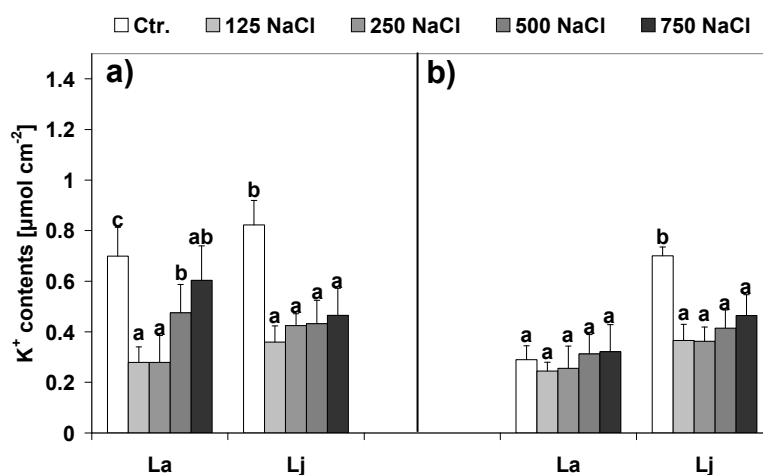 Ctr. 125 NaCl 250 NaCl 500 NaCl 750 NaCl
a) b)
K+ contents [µmol cm-2]
1.4
1.2
1
0.8
0.6
0.4
0.2
0
c a a b ab b a a a a
a a a a a b a a a a
La Lj La Lj